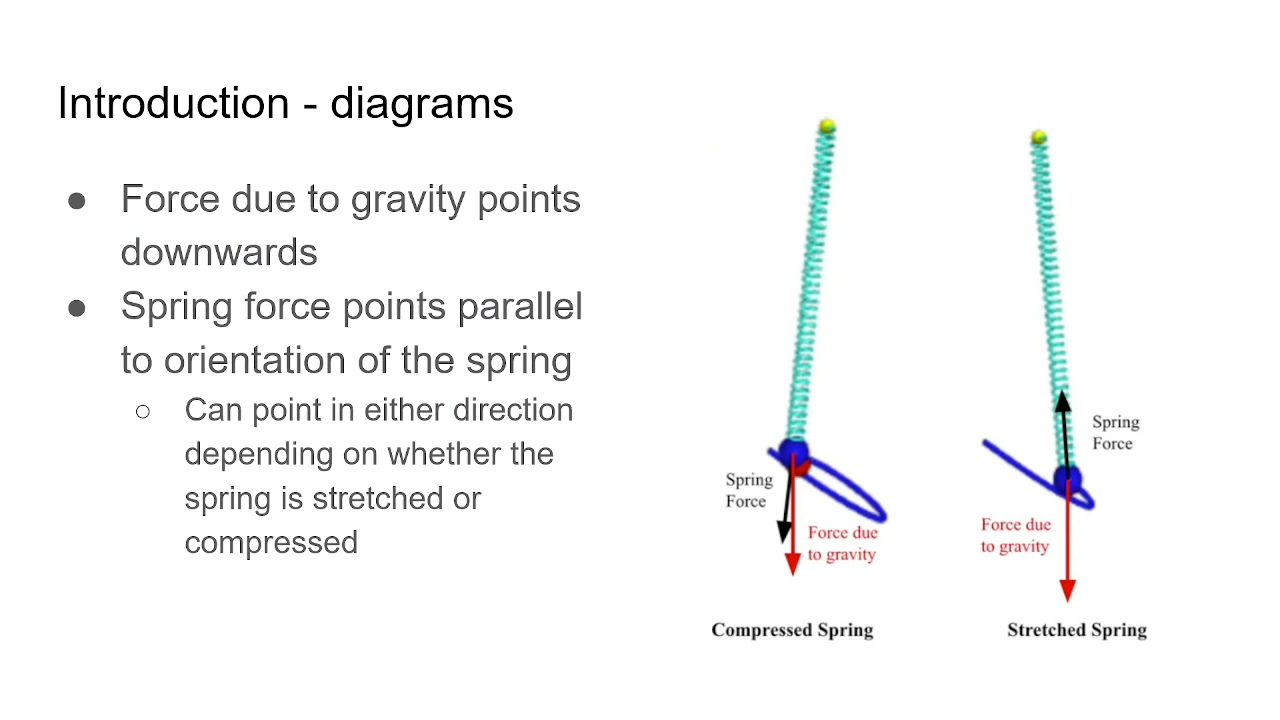 Introduction - diagrams
● Force due to gravity points
downwards
● Spring force points parallel
to orientation of the spring
○ Can point in either direction
depending on whether the
spring is stretched or
compressed
Spring
Force
Force due
to gravity
Compressed Spring
Spring
Force
Force due
to gravity
Stretched Spring